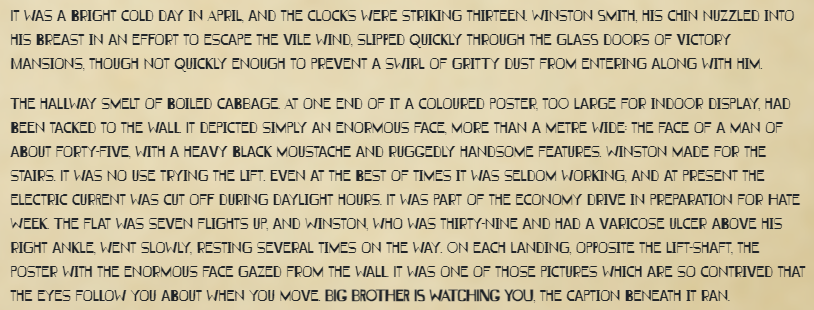 IT WAS A BRIGHT COLD DAY IN APRIL, AND THE CLOCKS WERE STRIKING THIRTEEN. WINSTON SMITH, HIS CHIN NUZZLED INTO
HIS BREAST IN AN EFFORT TO ESCAPE THE VILE WIND, SLIPPED QUICKLY THROUGH THE GLASS DOORS OF VICTORY
MANSIONS, THOUGH NOT QUICKLY ENOUGH TO PREVENT A SWIRL OF GRITTY DUST FROM ENTERING ALONG WITH HIM.
THE HALLWAY SMELT OF BOILED CABBAGE. AT ONE END OF IT A COLOURED POSTER, TOO LARGE FOR INDOOR DISPLAY, HAD
BEEN TACKED TO THE WALL. IT DEPICTED SIMPLY AN ENORMOUS FACE, MORE THAN A METRE WIDE: THE FACE OF A MAN OF
ABOUT FORTY-FIVE, WITH A HEAVY BLACK MOUSTACHE AND RUGGEDLY HANDSOME FEATURES. WINSTON MADE FOR THE
STAIRS. IT WAS NO USE TRYING THE LIFT. EVEN AT THE BEST OF TIMES IT WAS SELDOM WORKING, AND AT PRESENT THE
ELECTRIC CURRENT WAS CUT OFF DURING DAYLIGHT HOURS. IT WAS PART OF THE ECONOMY DRIVE IN PREPARATION FOR HATE
WEEK. THE FLAT WAS SEVEN FLIGHTS UP, AND WINSTON, WHO WAS THIRTY-NINE AND HAD A VARICOSE ULCER ABOVE HIS
RIGHT ANKLE, WENT SLOWLY, RESTING SEVERAL TIMES ON THE WAY. ON EACH LANDING, OPPOSITE THE LIFT-SHAFT, THE
POSTER WITH THE ENORMOUS FACE GAZED FROM THE WALL. IT WAS ONE OF THOSE PICTURES WHICH ARE SO CONTRIVED THAT
THE EYES FOLLOW YOU ABOUT WHEN YOU MOVE. BIG BROTHER IS WATCHING YOU, THE CAPTION BENEATH IT RAN.